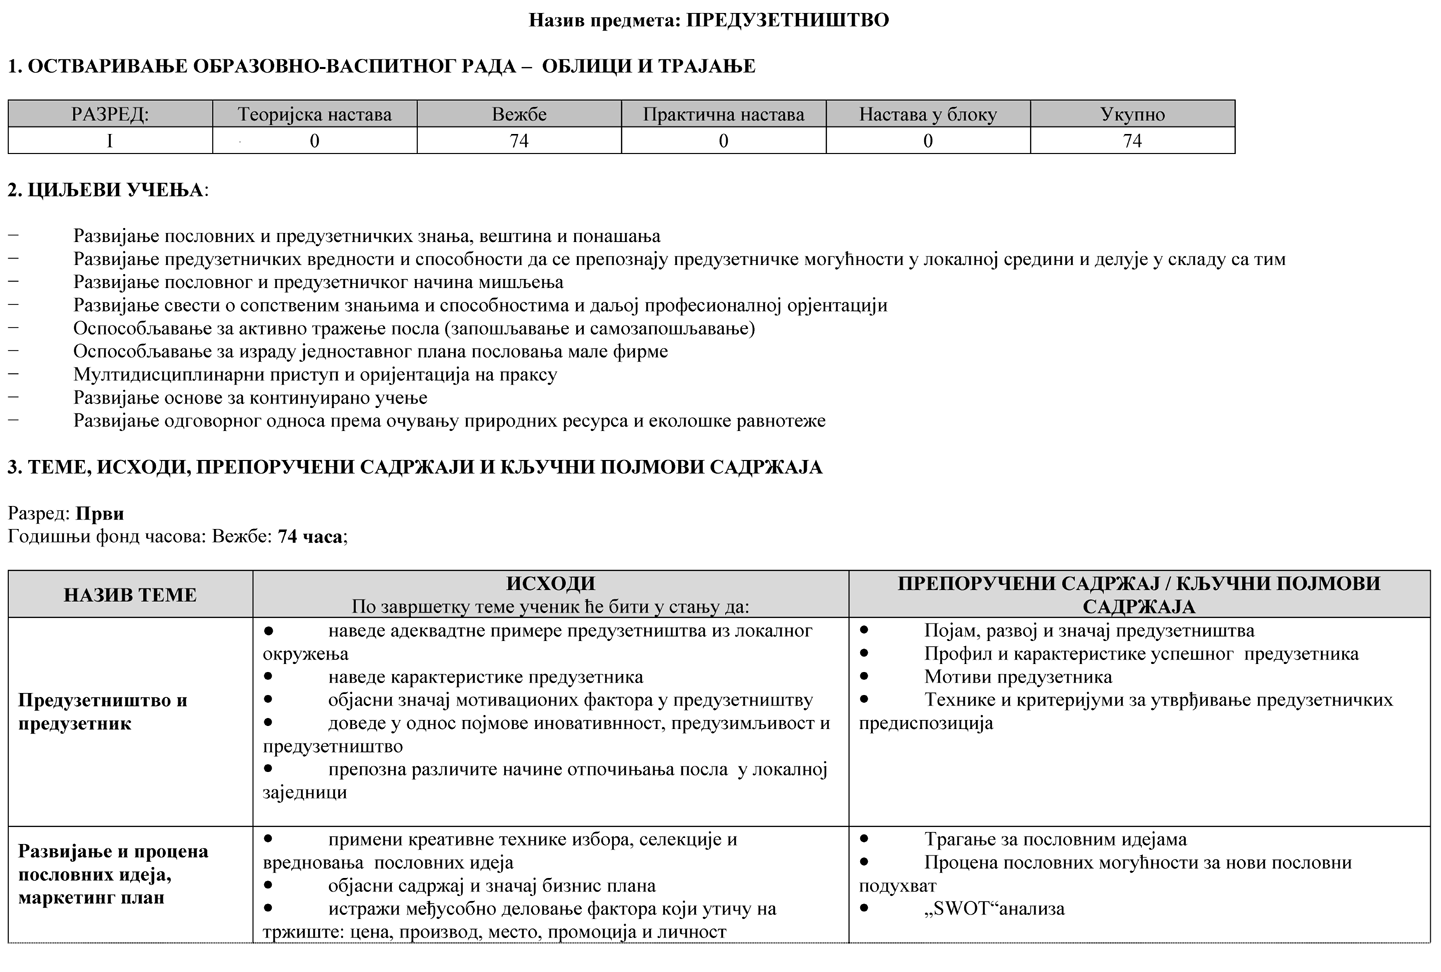 Назив предмета: ПРЕДУЗЕТНИШТВО
1. ОСТВАРИВАЊЕ ОБРАЗОВНО-ВАСПИТНОГ РАДА – ОБЛИЦИ И ТРАЈАЊЕ
РАЗРЕД: Теоријска настава Вежбе Практична настава Настава у блоку Укупно
I 0 74 0 0 74
2. ЦИЉЕВИ УЧЕЊА:
− Развијање пословних и предузетничких знања, вештина и понашања
− Развијање предузетничких вредности и способности да се препознају предузетничке могућности у локалној средини и делује у складу са тим
− Развијање пословног и предузетничког начина мишљења
− Развијање свести о сопственим знањима и способностима и даљој професионалној орјентацији
− Оспособљавање за активно тражење посла (запошљавање и самозапошљавање)
− Оспособљавање за израду једноставног плана пословања мале фирме
− Мултидисциплинарни приступ и оријентација на праксу
− Развијање основе за континуирано учење
− Развијање одговорног односа према очувању природних ресурса и еколошке равнотеже
3. ТЕМЕ, ИСХОДИ, ПРЕПОРУЧЕНИ САДРЖАЈИ И КЉУЧНИ ПОЈМОВИ САДРЖАЈА
Разред: Први
Годишњи фонд часова: Вежбе: 74 часа;
НАЗИВ ТЕМЕ
ИСХОДИ
По завршетку теме ученик ће бити у стању да:
ПРЕПОРУЧЕНИ САДРЖАЈ / КЉУЧНИ ПОЈМОВИ
САДРЖАЈА
Предузетништво и
предузетник
● наведе адеквадтне примере предузетништва из локалног
окружења
● наведе карактеристике предузетника
● објасни значај мотивационих фактора у предузетништву
● доведе у однос појмове иновативнност, предузимљивост и
предузетништво
● препозна различите начине отпочињања посла у локалној
заједници
● Појам, развој и значај предузетништва
● Профил и карактеристике успешног предузетника
● Мотиви предузетника
● Технике и критеријуми за утврђивање предузетничких
предиспозиција
Развијање и процена
пословних идеја,
маркетинг план
● примени креативне технике избора, селекције и
вредновања пословних идеја
● објасни садржај и значај бизнис плана
● истражи међусобно деловање фактора који утичу на
тржиште: цена, производ, место, промоција и личност
● Трагање за пословним идејама
● Процена пословних могућности за нови пословни
подухват
● „SWOT“анализа